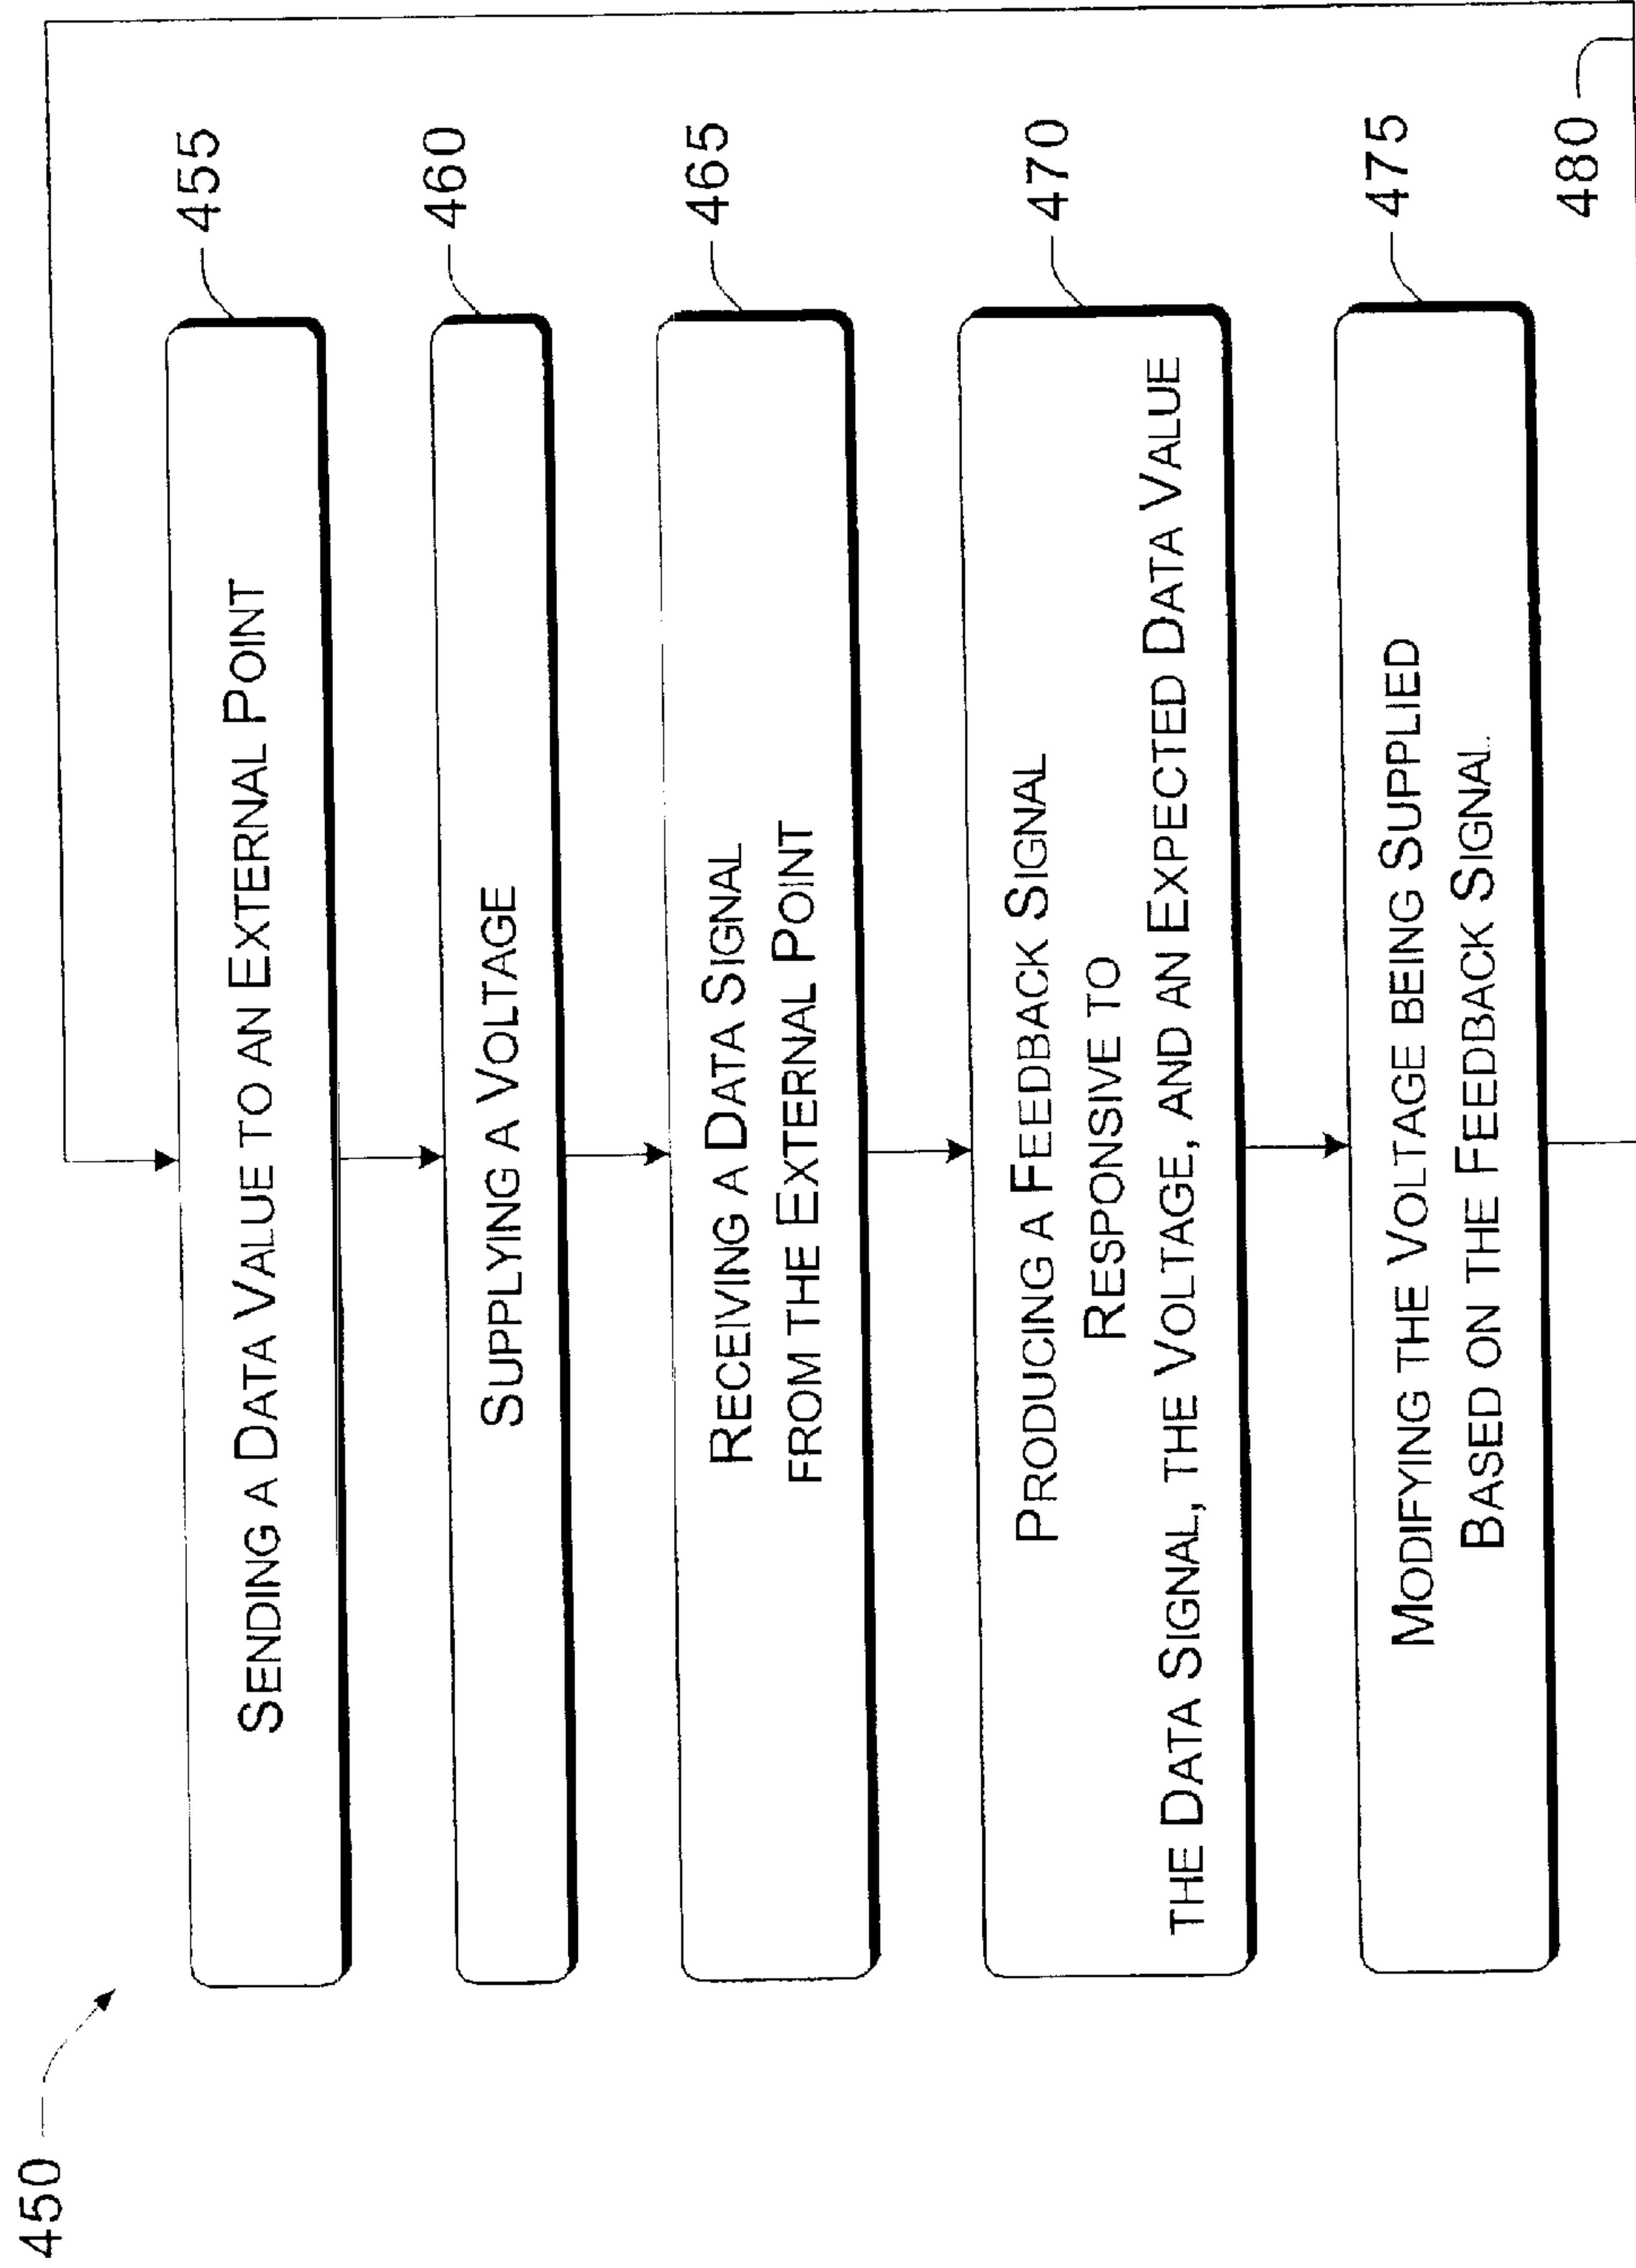 450
SENDING A DATA VALUE TO AN EXTERNAL POINT
455
SUPPLYING A VOLTAGE
460
RECEIVING A DATA SIGNAL
FROM THE EXTERNAL POINT
465
PRODUCING A FEEDBACK SIGNAL
RESPONSIVE TO
THE DATA SIGNAL, THE VOLTAGE, AND AN EXPECTED DATA VALUE
470
MODIFYING THE VOLTAGE BEING SUPPLIED
BASED ON THE FEEDBACK SIGNAL.
475
480